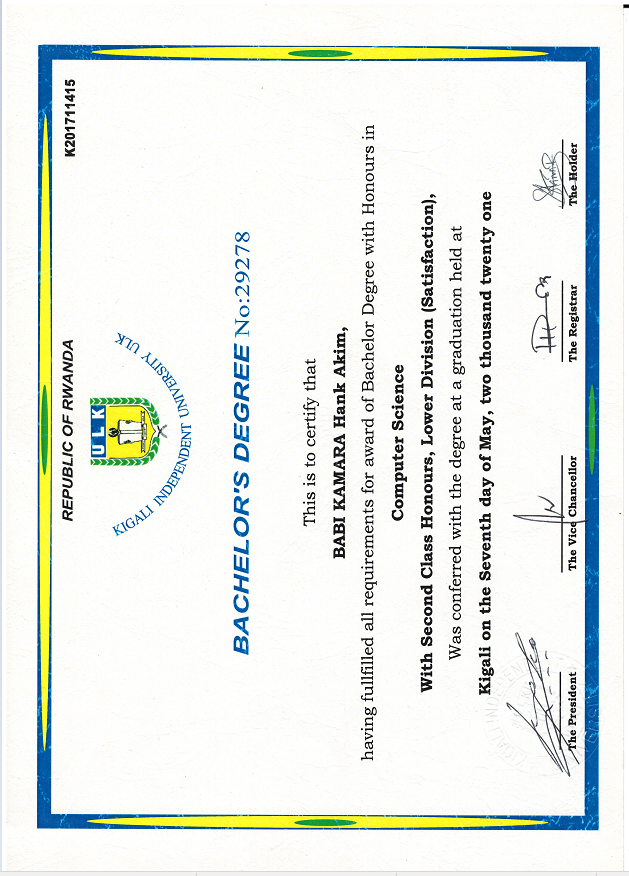 K201711415
REPUBLIC OF RWANDA
ULK
KIGALI INDEPENDENT UNIVERSITY ULK
BACHELOR'S DEGREE No:29278
This is to certify that
BABI KAMARA Hank Akim,
having fullfilled all requirements for award of Bachelor Degree with Honours in
Computer Science
With Second Class Honours, Lower Division (Satisfaction),
Was conferred with the degree at a graduation held at
Kigali on the Seventh day of May, two thousand twenty one
The President The Vice Chancellor The Registrar The Holder